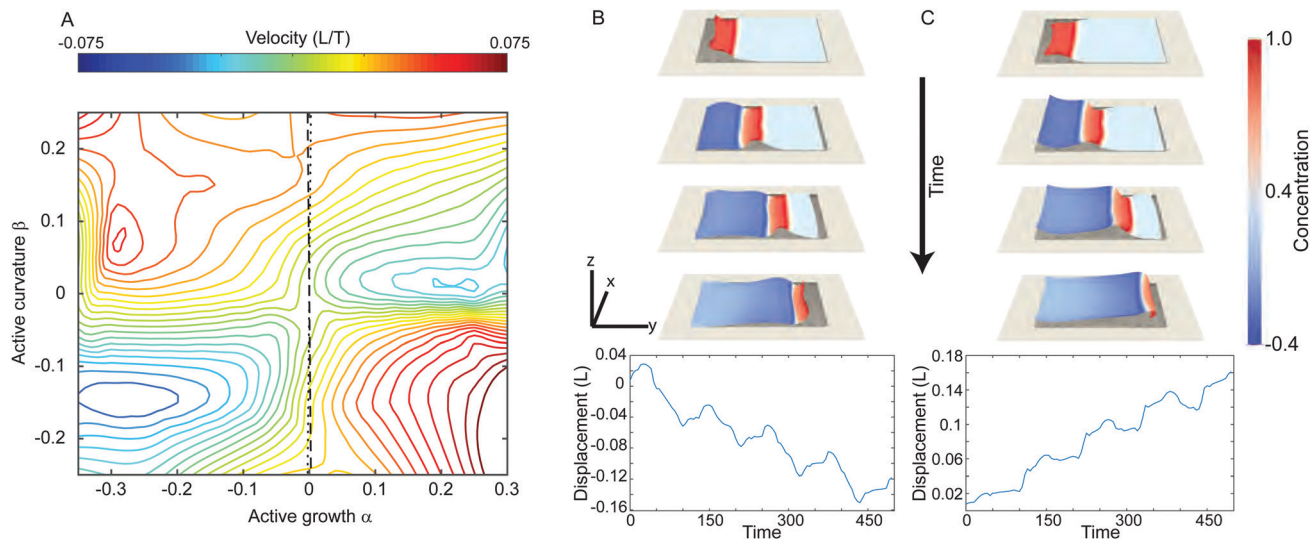 A
Velocity (L/T)
-0.075
0.075
Active curvature β
0.2
0.1
0
-0.1
-0.2
-0.3
-0.2
-0.1
0
0.1
0.2
0.3
Active growth α
B
z
x
y
Displacement (L)
0.04
0
-0.04
-0.08
-0.12
-0.16
0
150
300
450
Time
C
Time
1.0
0.4
-0.4
Concentration
Displacement (L)
0.18
0.14
0.10
0.06
0.02
0
150
300
450
Time